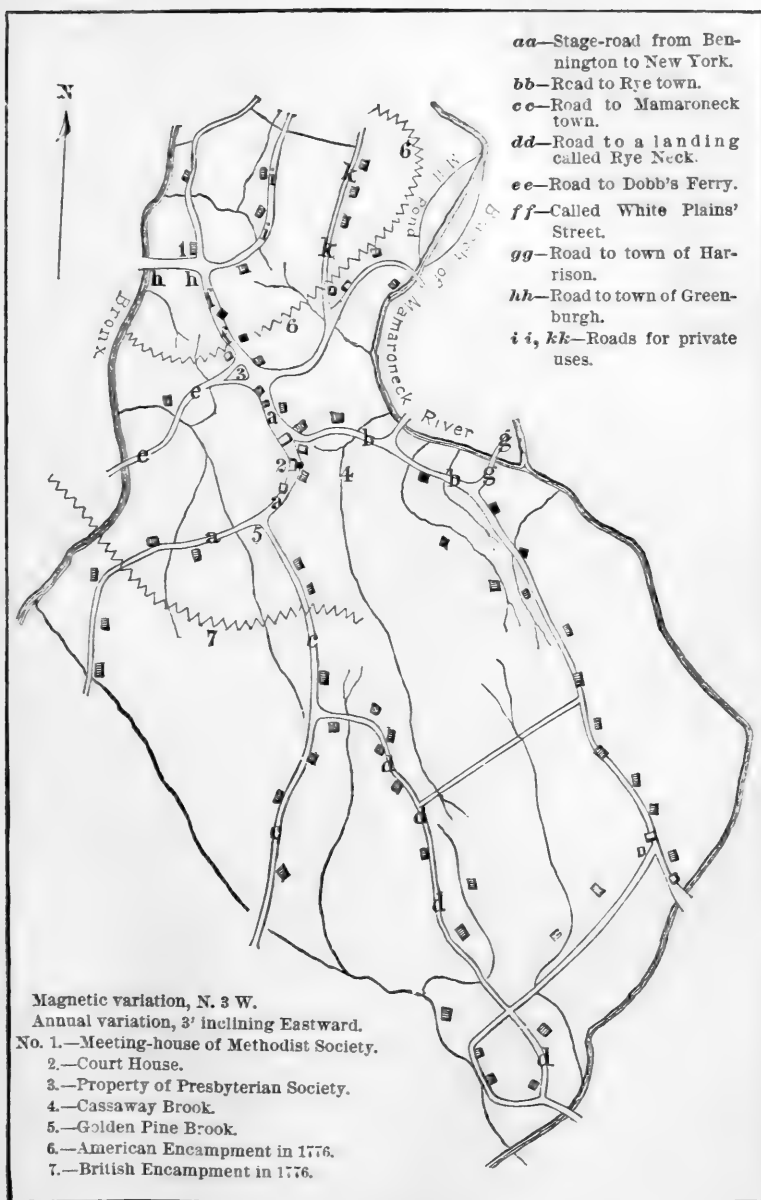 aa—Stage-road from Ben-
nington to New York.
bb—Road to Rye town.
cc—Road to Mamaroneck
town.
dd—Road to a landing
called Rye Neck.
ee—Road to Dobb's Ferry.
ff—Called White Plains'
Street.
gg—Road to town of Har-
rison.
hh—Road to town of Green-
burgh.
i i, kk—Roads for private
uses.
N
6
k
i
Pond
Branch of
1
k
h h
6
Bronx
Mamaroneck River
3
e
a
b
g
2
4
b
g
e
a
a
5
7
c
d
d
c
d
d
Magnetic variation, N. 3 W.
Annual variation, 3' inclining Eastward.
No. 1.—Meeting-house of Methodist Society.
2.—Court House.
3.—Property of Presbyterian Society.
4.—Cassaway Brook.
5.—Golden Pine Brook.
6.—American Encampment in 1776.
7.—British Encampment in 1776.